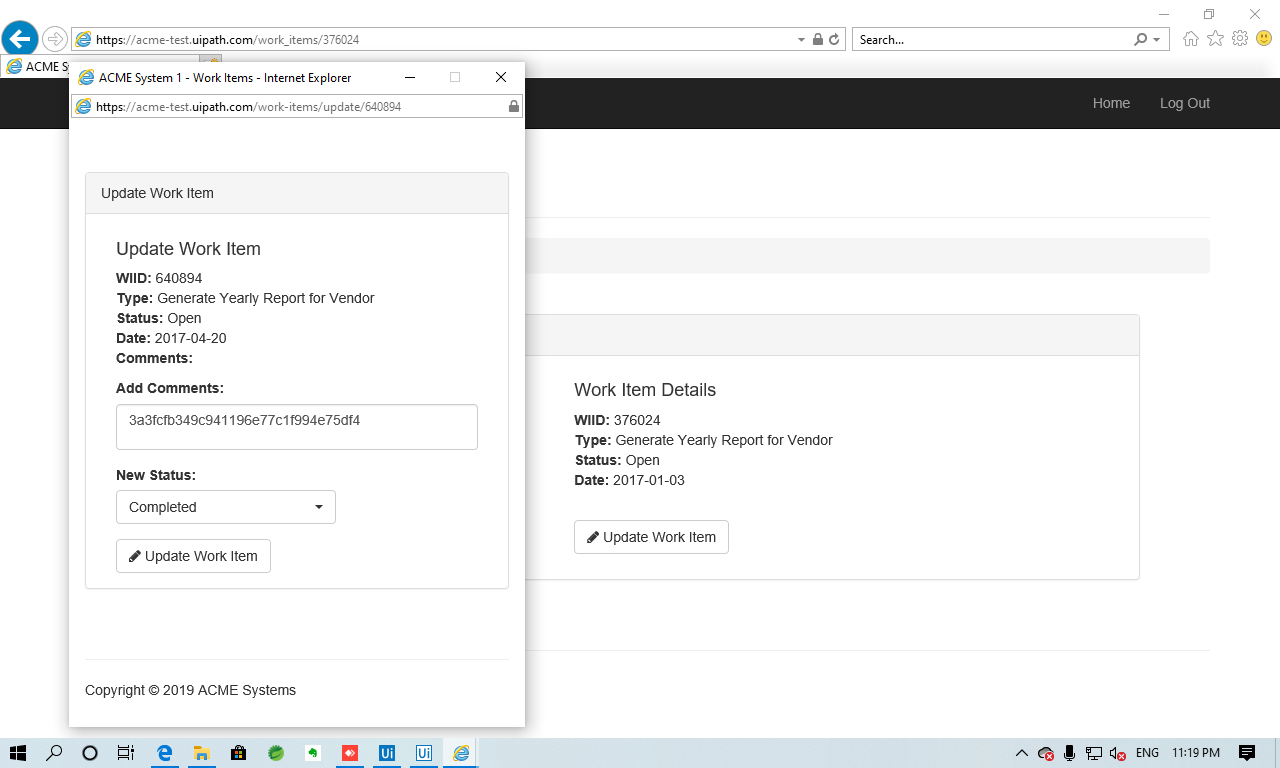 https://acme-test.uipath.com/work_items/376024
Search...
ACME S
ACME System 1 - Work Items - Internet Explorer
https://acme-test.uipath.com/work-items/update/640894
Home
Log Out
Update Work Item
Update Work Item
WIID: 640894
Type: Generate Yearly Report for Vendor
Status: Open
Date: 2017-04-20
Comments:
Add Comments:
3a3fcfb349c941196e77c1f994e75df4
New Status:
Completed
Update Work Item
Copyright © 2019 ACME Systems
Work Item Details
WIID: 376024
Type: Generate Yearly Report for Vendor
Status: Open
Date: 2017-01-03
Update Work Item
Ui
Ui
ENG
11:19 PM